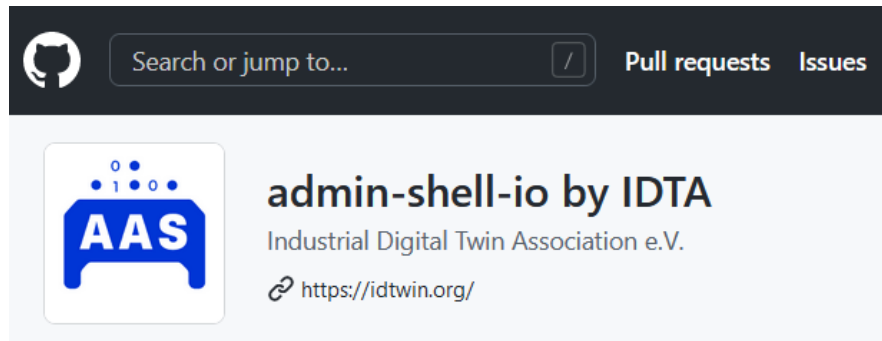 Search or jump to...
/
Pull requests
Issues
0
1 0
AAS
admin-shell-io by IDTA
Industrial Digital Twin Association e.V.
https://idtwin.org/